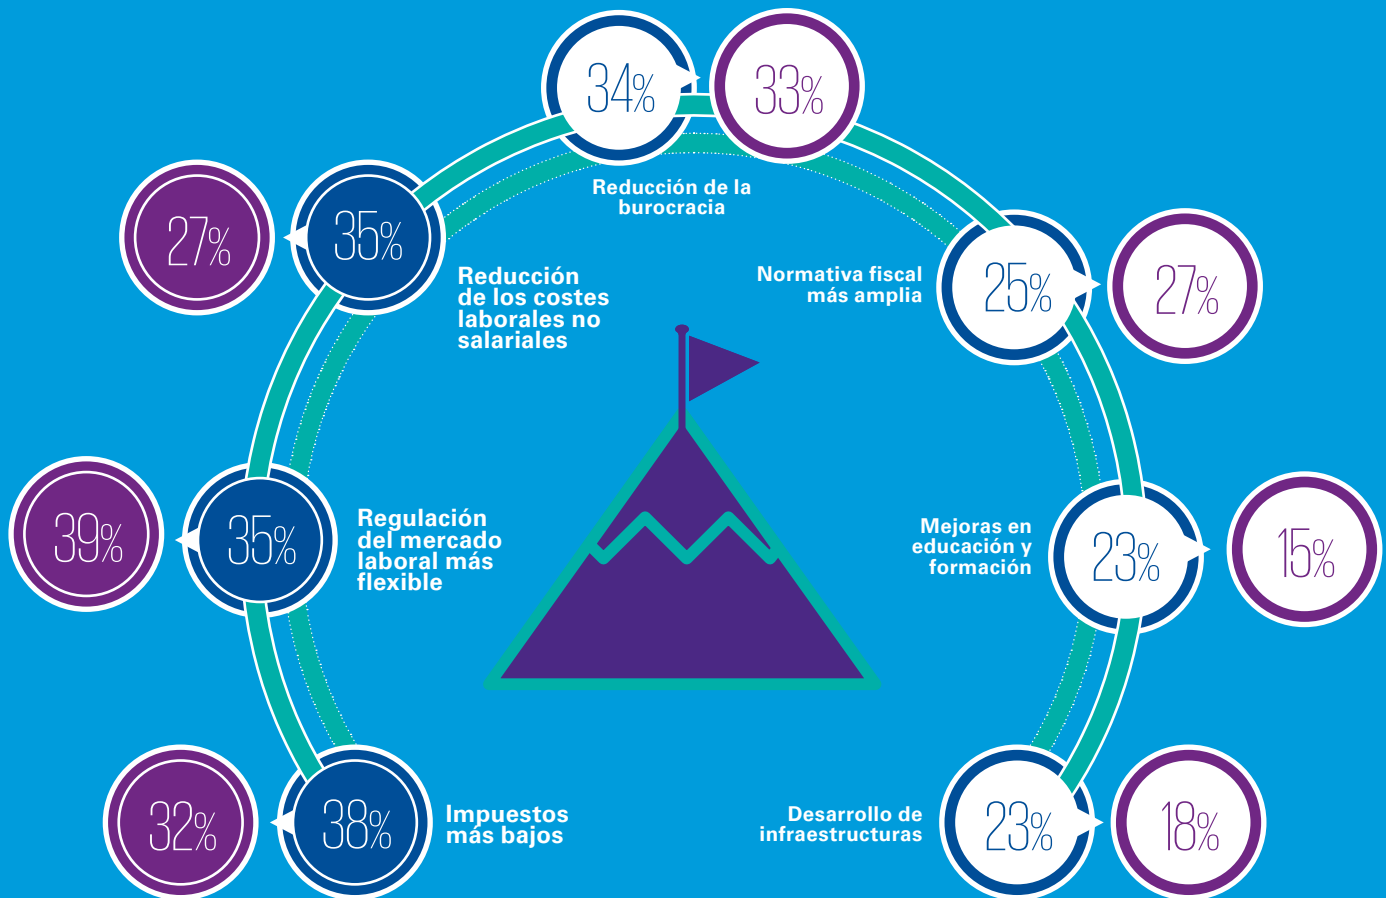 34%
33%
Reducción de la
burocracia
27%
35%
Reducción
de los costes
laborales no
salariales
Normativa fiscal
más amplia
25%
27%
39%
35%
Regulación
del mercado
laboral más
flexible
Mejoras en
educación y
formación
23%
15%
32%
38%
Impuestos
más bajos
Desarrollo de
infraestructuras
23%
18%